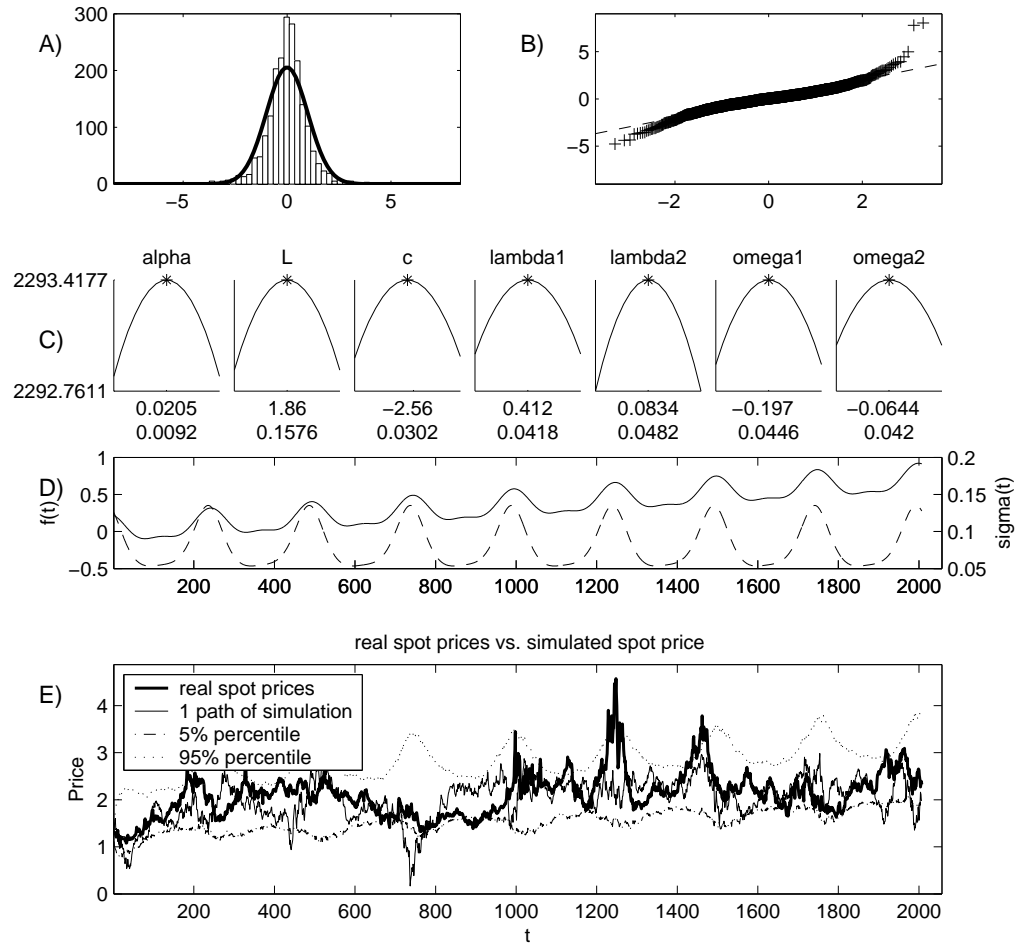 A)
300
200
100
0
−5
0
5
B)
5
0
−5
−2
0
2
C)
alpha
L
c
lambda1
lambda2
omega1
omega2
2293.4177
2292.7611
0.0205
1.86
−2.56
0.412
0.0834
−0.197
−0.0644
0.0092
0.1576
0.0302
0.0418
0.0482
0.0446
0.042
D)
f(t)
1
0.5
0
−0.5
0.2
0.15
0.1
0.05
sigma(t)
200
400
600
800
1000
1200
1400
1600
1800
2000
real spot prices vs. simulated spot price
E)
Price
4
3
2
1
0
real spot prices
1 path of simulation
5% percentile
95% percentile
200
400
600
800
1000
1200
1400
1600
1800
2000
t